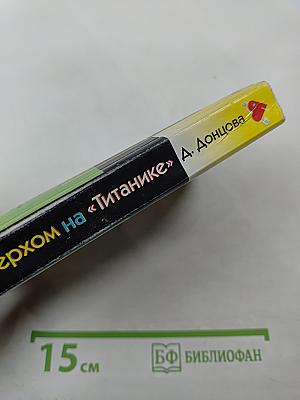 ерхом на «Титанике»
Д. Донцова
15 см
БФ БИБЛИОФАН